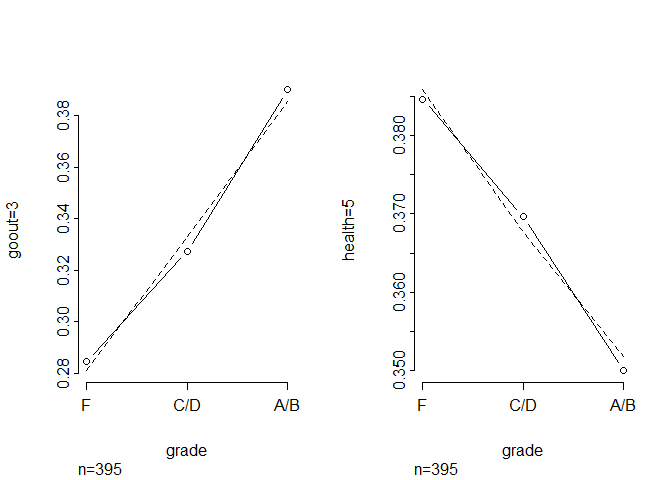 goout=3
0.38
0.36
0.34
0.32
0.30
0.28
F
C/D
A/B
grade
n=395
health=5
0.380
0.370
0.360
0.350
F
C/D
A/B
grade
n=395